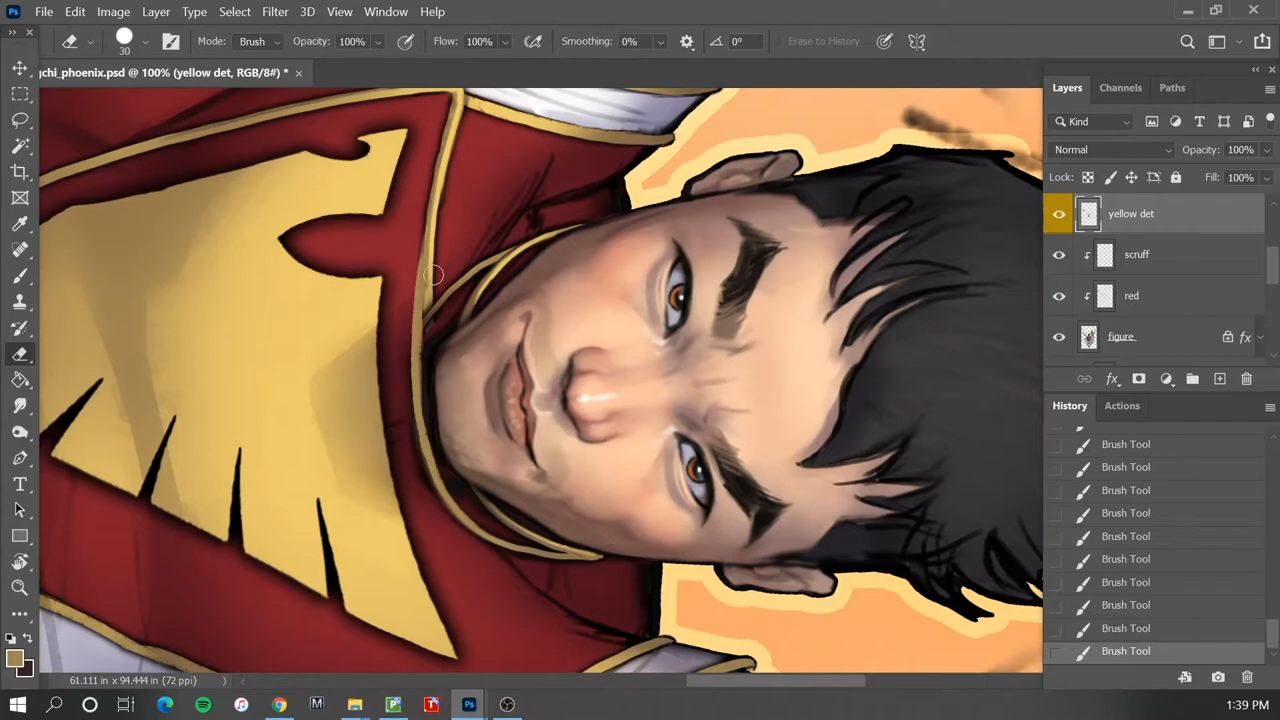 Ps File Edit Image Layer Type Select Filter 3D View Window Help
30 Mode: Brush Opacity: 100% Flow: 100% Smoothing: 0% 0° Erase to History
gchi_phoenix.psd @ 100% (yellow det, RGB/8#) *
Layers Channels Paths
Kind
Normal Opacity: 100%
Lock: Fill: 100%
yellow det
scruff
red
figure
fx
History Actions
Brush Tool
Brush Tool
Brush Tool
Brush Tool
Brush Tool
Brush Tool
Brush Tool
Brush Tool
Brush Tool
Brush Tool
61.111 in x 94.444 in (72 ppi)
1:39 PM